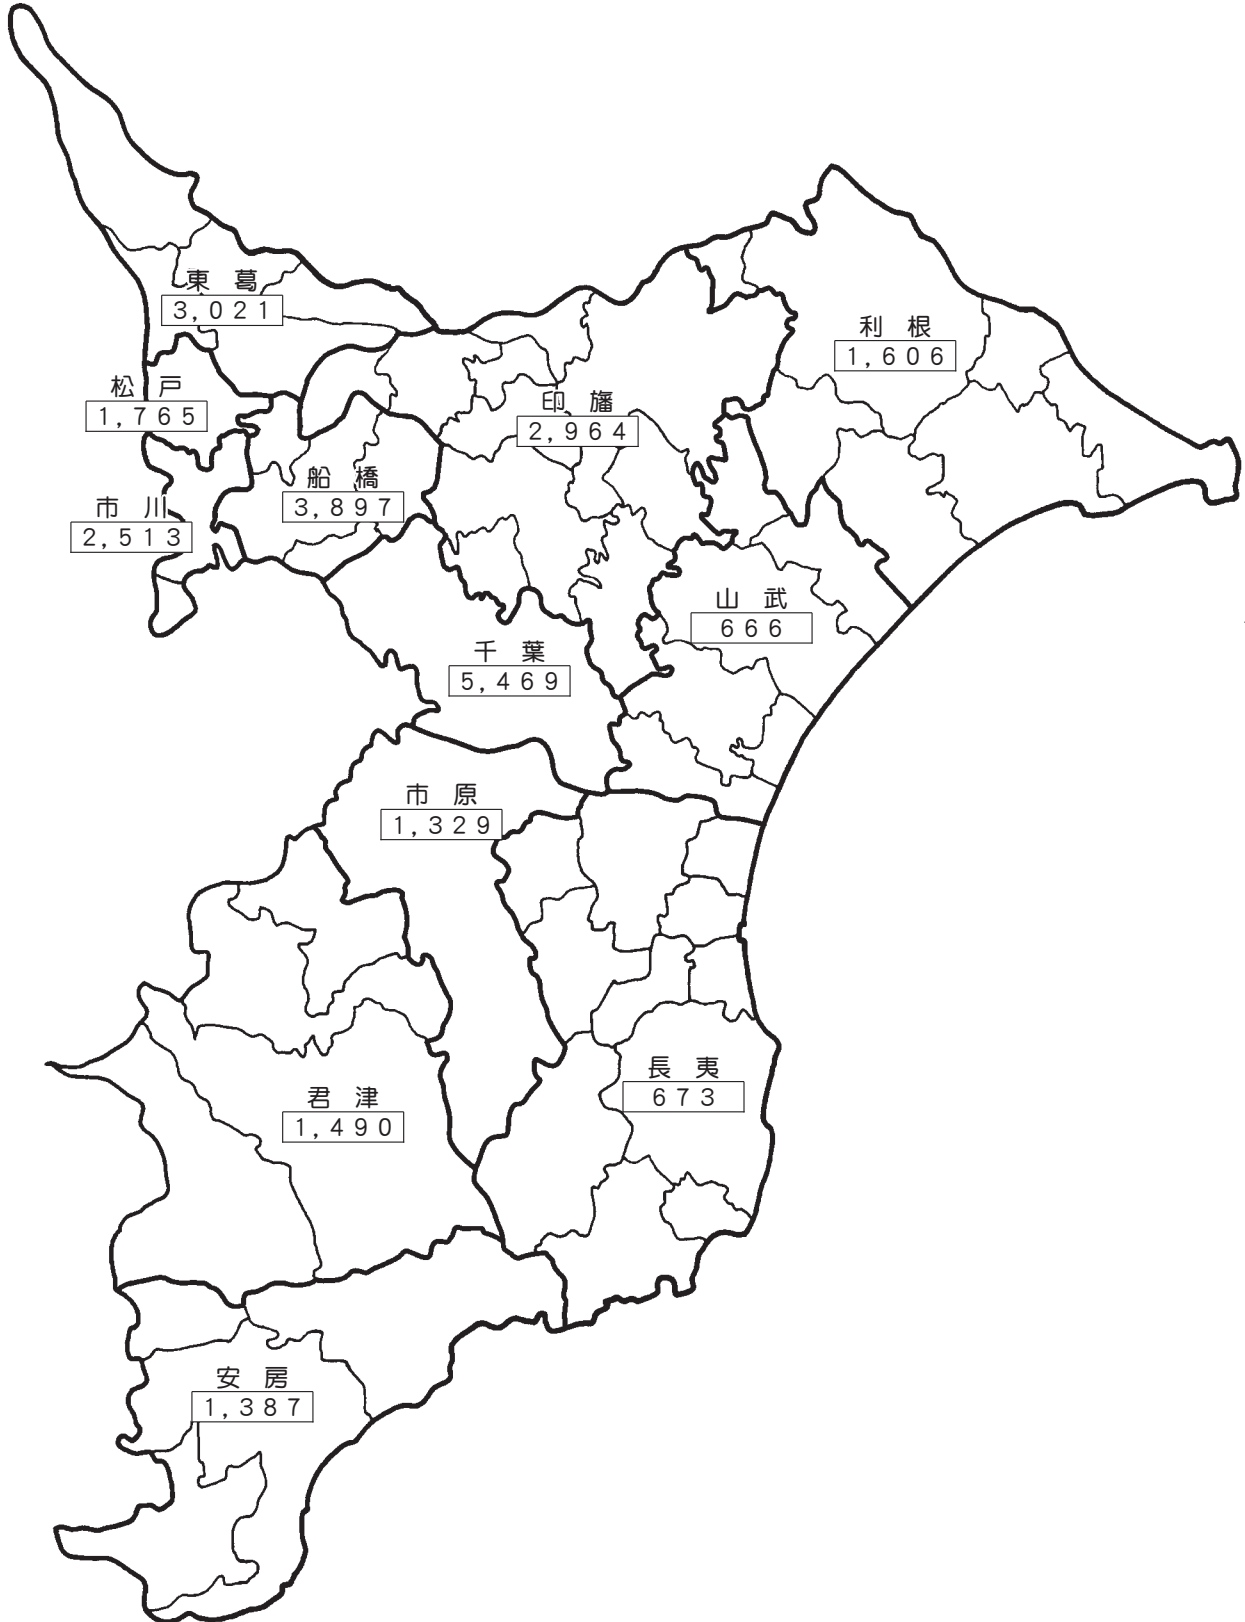 東 葛
3,021
利 根
1,606
松 戸
1,765
印 旛
2,964
船 橋
3,897
市 川
2,513
山 武
666
千 葉
5,469
市 原
1,329
長 夷
673
君 津
1,490
安 房
1,387